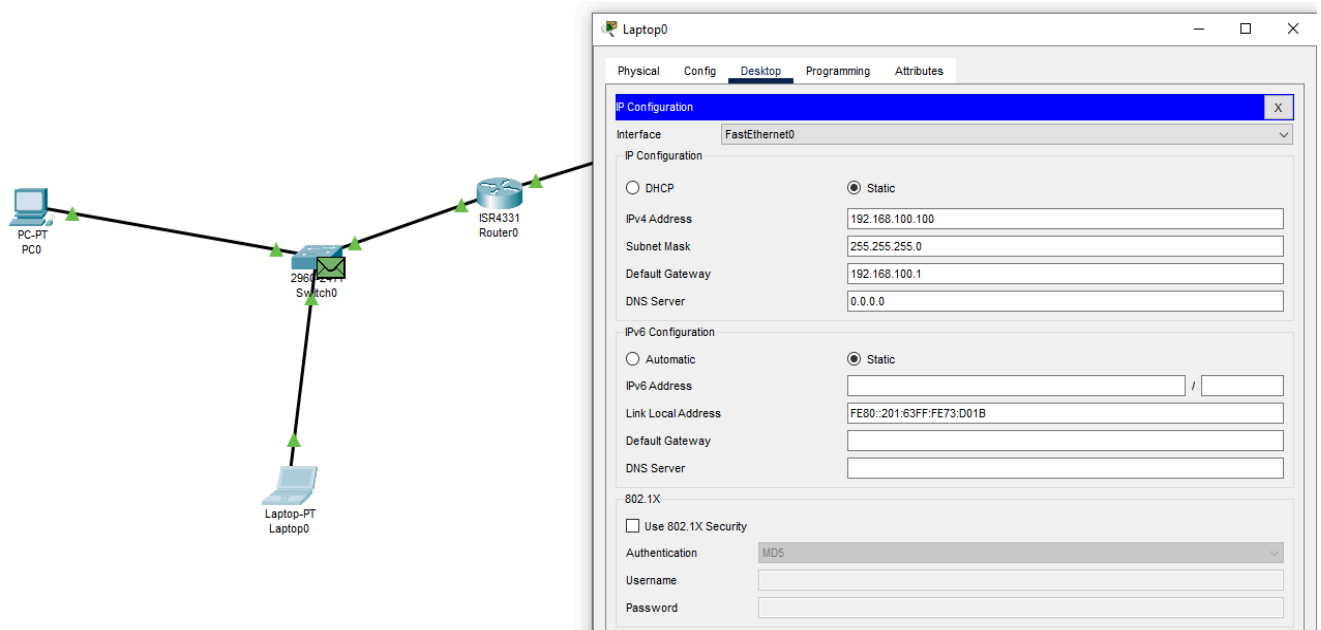 PC-PT
PC0
Switch0
ISR4331
Router0
Laptop-PT
Laptop0
Laptop0
Physical Config Desktop Programming Attributes
IP Configuration X
Interface FastEthernet0
IP Configuration
DHCP Static
IPv4 Address 192.168.100.100
Subnet Mask 255.255.255.0
Default Gateway 192.168.100.1
DNS Server 0.0.0.0
IPv6 Configuration
Automatic Static
IPv6 Address /
Link Local Address FE80::201:63FF:FE73:D01B
Default Gateway
DNS Server
802.1X
Use 802.1X Security
Authentication MD5
Username
Password